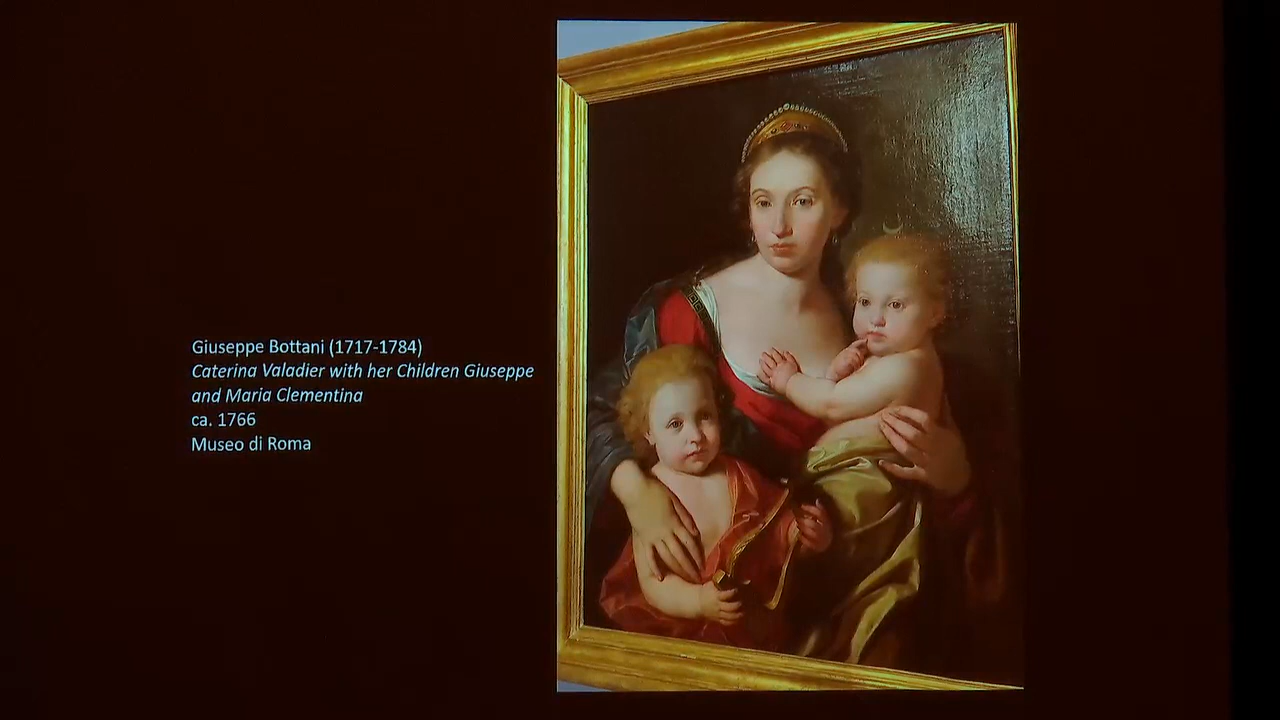 Giuseppe Bottani (1717-1784)
Caterina Valadier with her Children Giuseppe
and Maria Clementina
ca. 1766
Museo di Roma